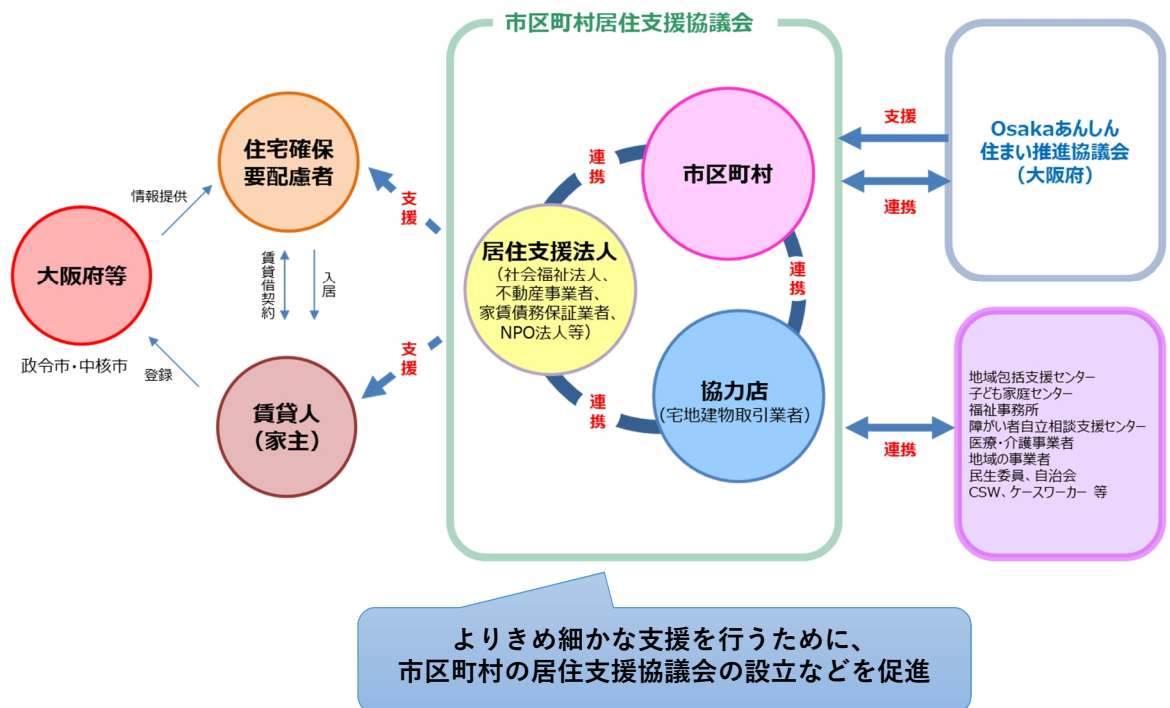 市区町村居住支援協議会
住宅確保
要配慮者
情報提供
大阪府等
政令市・中核市
登録
賃貸借契約
入居
賃貸人
（家主）
支援
支援
連携
市区町村
居住支援法人
（社会福祉法人、
不動産事業者、
家賃債務保証業者、
NPO法人等）
連携
協力店
（宅地建物取引業者）
連携
支援
Osakaあんしん
住まい推進協議会
（大阪府）
連携
地域包括支援センター
子ども家庭センター
福祉事務所
障がい者自立相談支援センター
医療・介護事業者
地域の事業者
民生委員、自治会
CSW、ケースワーカー 等
連携
よりきめ細かな支援を行うために、
市区町村の居住支援協議会の設立などを促進